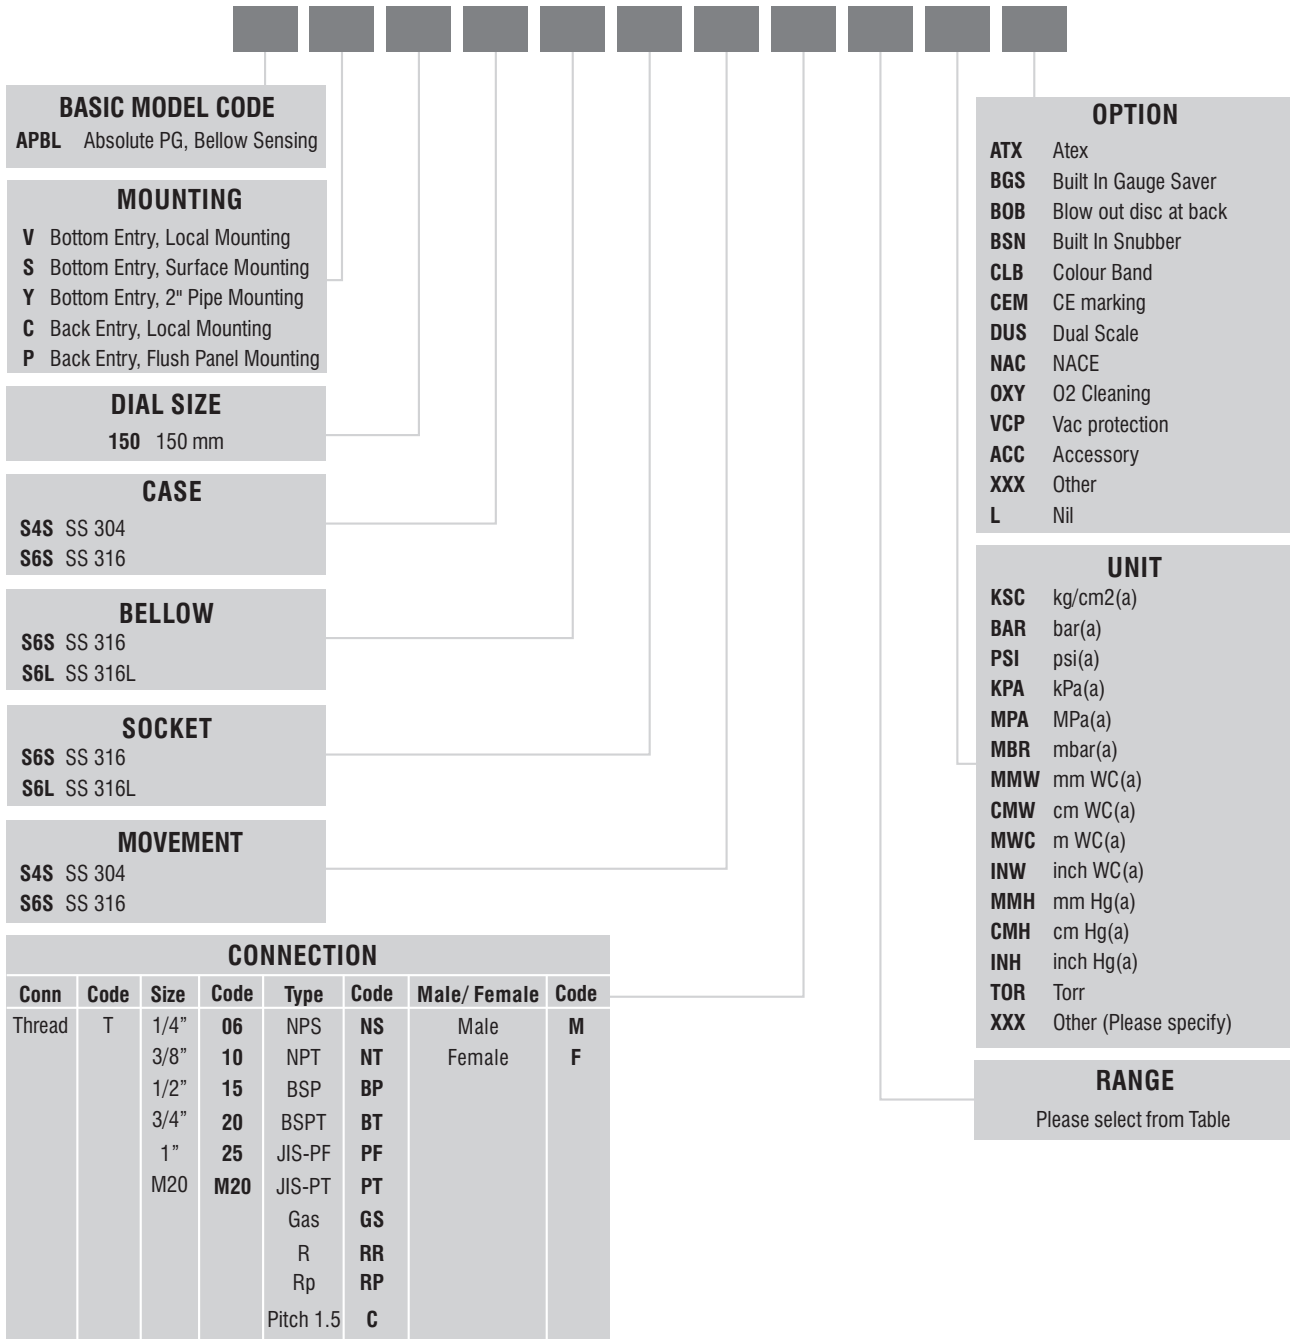 BASIC MODEL CODE
APBL Absolute PG, Bellow Sensing
MOUNTING
V Bottom Entry, Local Mounting
S Bottom Entry, Surface Mounting
Y Bottom Entry, 2" Pipe Mounting
C Back Entry, Local Mounting
P Back Entry, Flush Panel Mounting
DIAL SIZE
150 150 mm
CASE
S4S SS 304
S6S SS 316
BELLOW
S6S SS 316
S6L SS 316L
SOCKET
S6S SS 316
S6L SS 316L
MOVEMENT
S4S SS 304
S6S SS 316
CONNECTION
Conn Code Size Code Type Code Male/ Female Code
Thread T 1/4” 06 NPS NS Male M
3/8” 10 NPT NT Female F
1/2” 15 BSP BP
3/4” 20 BSPT BT
1” 25 JIS-PF PF
M20 M20 JIS-PT PT
Gas GS
R RR
Rp RP
Pitch 1.5 C
OPTION
ATX Atex
BGS Built In Gauge Saver
BOB Blow out disc at back
BSN Built In Snubber
CLB Colour Band
CEM CE marking
DUS Dual Scale
NAC NACE
OXY O2 Cleaning
VCP Vac protection
ACC Accessory
XXX Other
L Nil
UNIT
KSC kg/cm2(a)
BAR bar(a)
PSI psi(a)
KPA kPa(a)
MPA MPa(a)
MBR mbar(a)
MMW mm WC(a)
CMW cm WC(a)
MWC m WC(a)
INW inch WC(a)
MMH mm Hg(a)
CMH cm Hg(a)
INH inch Hg(a)
TOR Torr
XXX Other (Please specify)
RANGE
Please select from Table